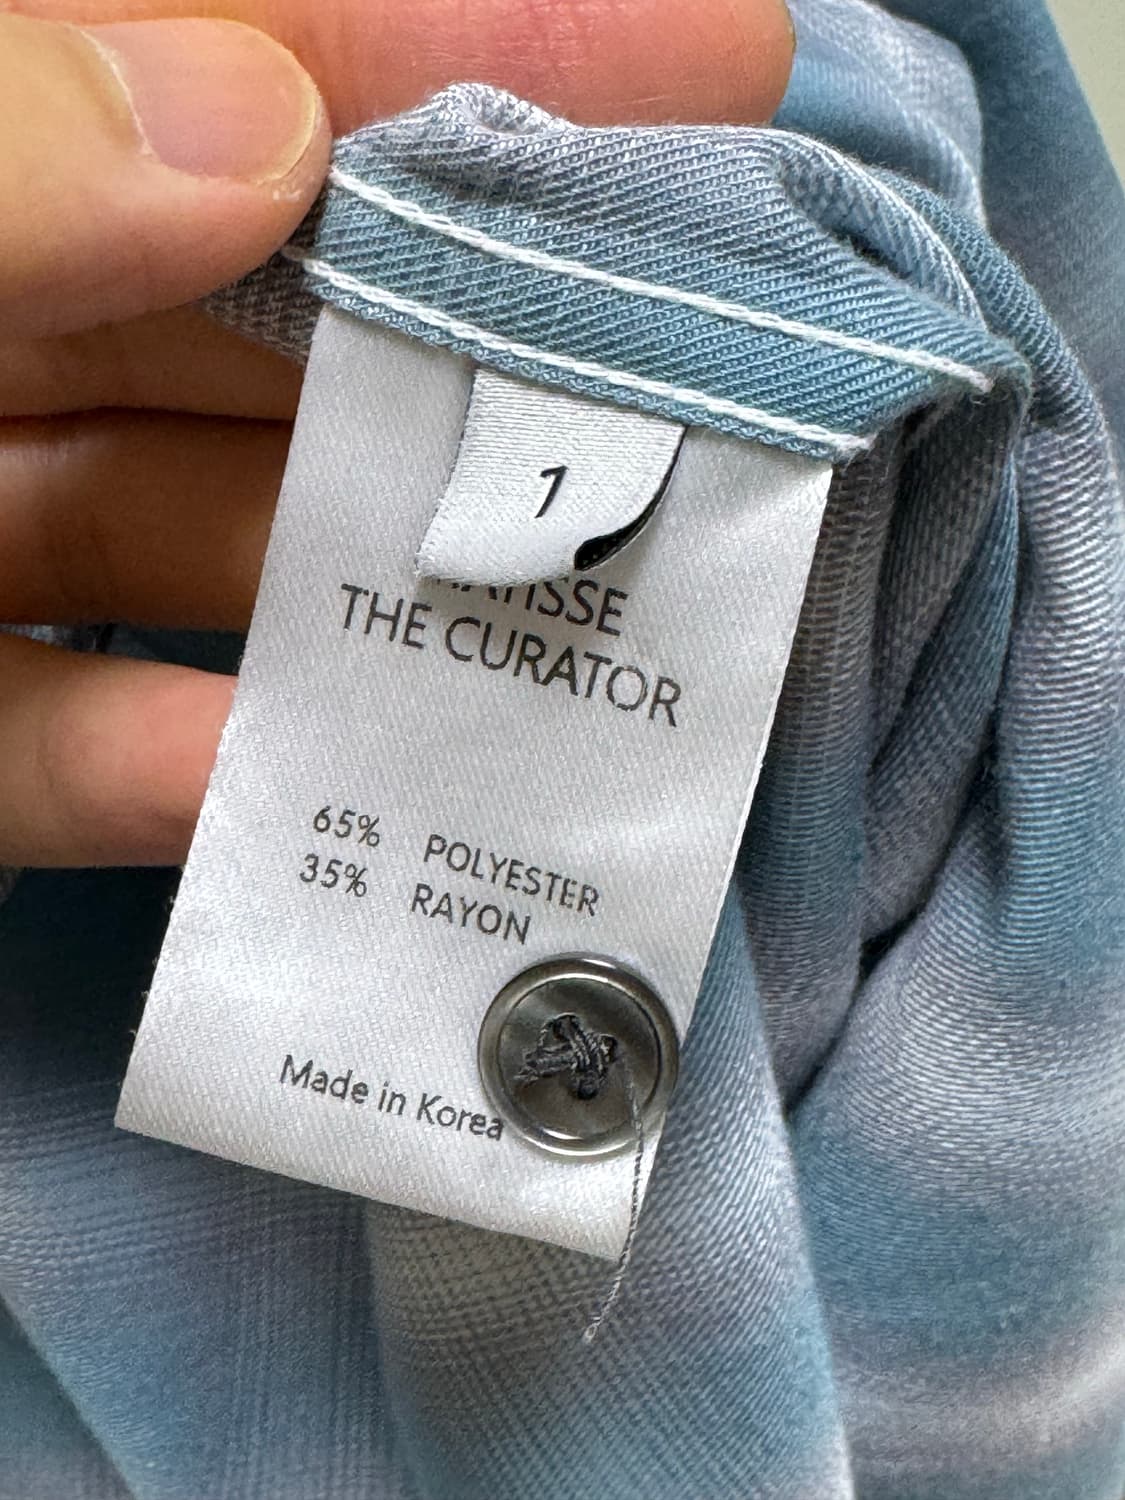 1
THE CURATOR
65% POLYESTER
35% RAYON
Made in Korea